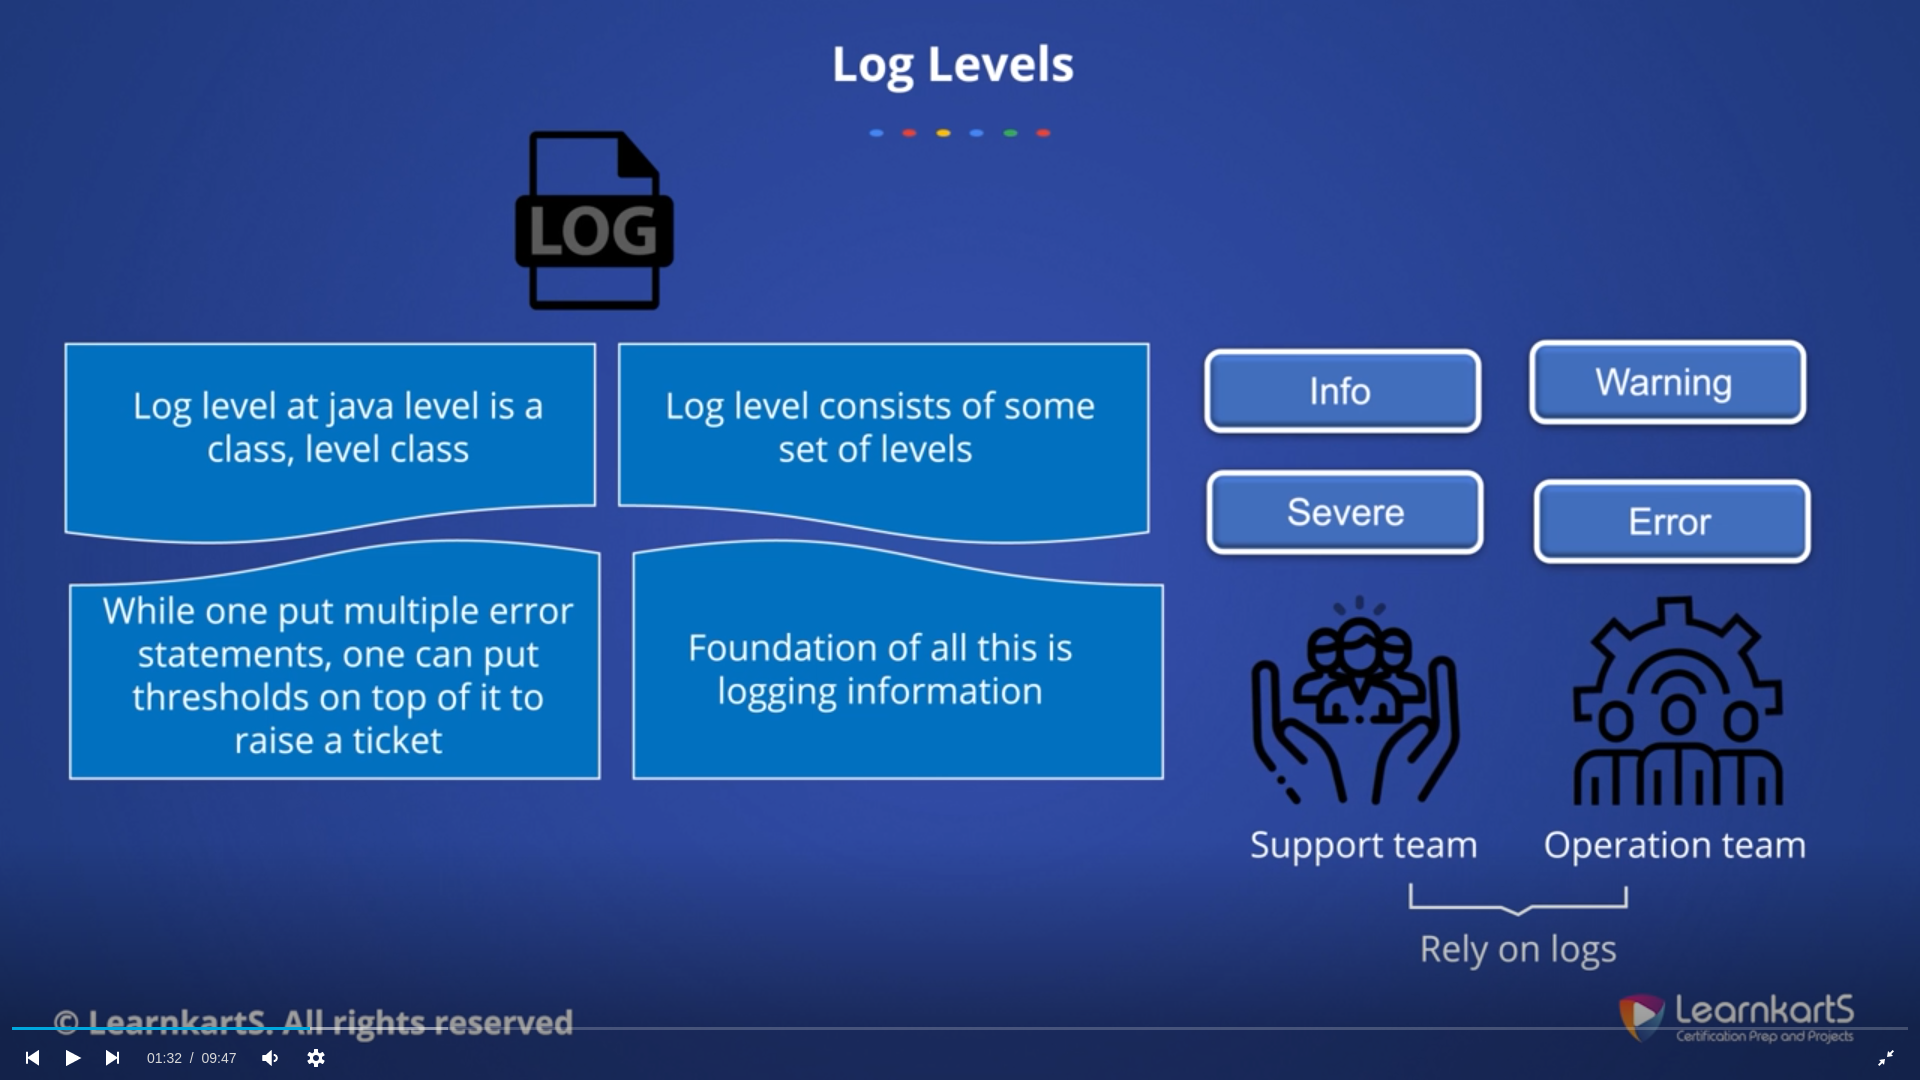 Log Levels
LOG
Log level at java level is a
class, level class
Log level consists of some
set of levels
Info
Warning
Severe
Error
While one put multiple error
statements, one can put
thresholds on top of it to
raise a ticket
Foundation of all this is
logging information
Support team
Operation team
Rely on logs
© LearnkartS. All rights reserved
LearnkartS
Certification Prep and Projects
01:32 / 09:47